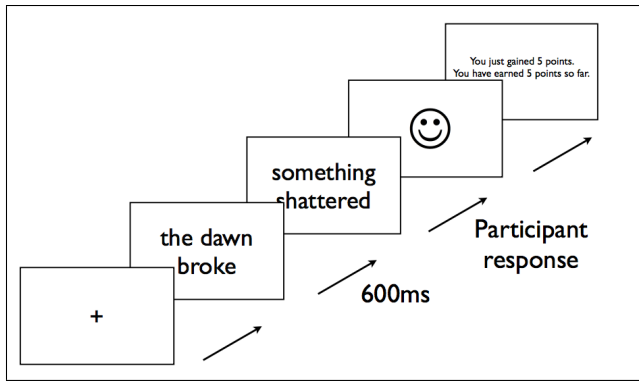 You just gained 5 points.
You have earned 5 points so far.
something
shattered
the dawn
broke
+
Participant
response
600ms